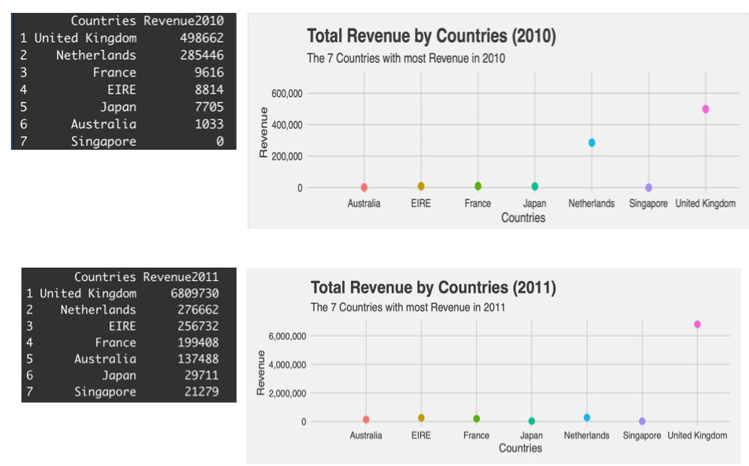 Countries Revenue2010
1 United Kingdom 498662
2 Netherlands 285446
3 France 9616
4 EIRE 8814
5 Japan 7705
6 Australia 1033
7 Singapore 0
Total Revenue by Countries (2010)
The 7 Countries with most Revenue in 2010
Revenue
600,000
400,000
200,000
0
Australia EIRE France Japan Netherlands Singapore United Kingdom
Countries
Countries Revenue2011
1 United Kingdom 6809730
2 Netherlands 276662
3 EIRE 256732
4 France 199408
5 Australia 137488
6 Japan 29711
7 Singapore 21279
Total Revenue by Countries (2011)
The 7 Countries with most Revenue in 2011
Revenue
6,000,000
4,000,000
2,000,000
0
Australia EIRE France Japan Netherlands Singapore United Kingdom
Countries